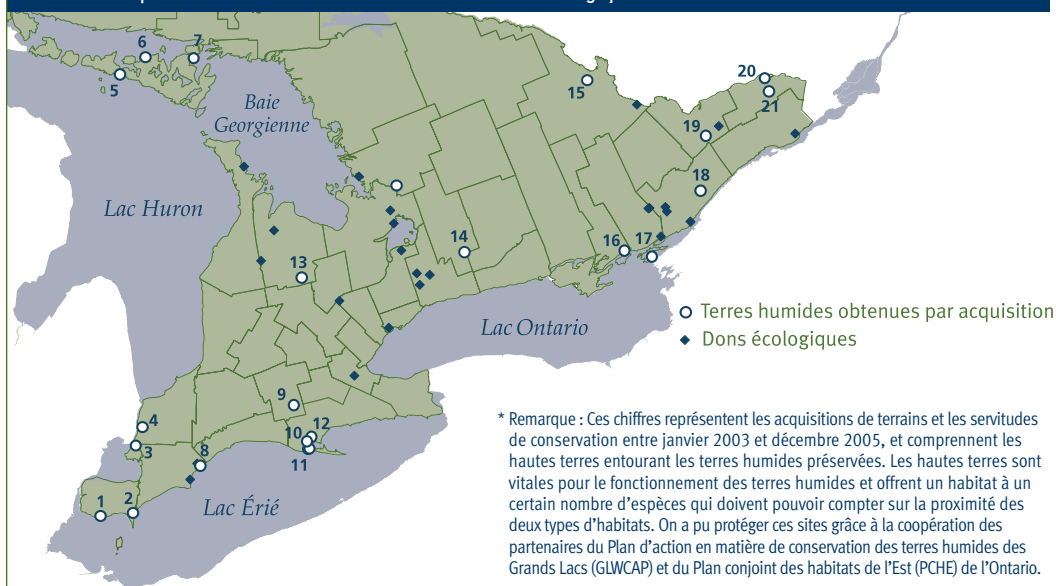 6
7
5
Baie
Georgienne
15
20
21
19
Lac Huron
18
14
16
17
13
Terres humides obtenues par acquisition
Lac Ontario
Dons écologiques
9
4
12
10
3
11
8
* Remarque : Ces chiffres représentent les acquisitions de terrains et les servitudes
de conservation entre janvier 2003 et décembre 2005, et comprennent les
hautes terres entourant les terres humides préservées. Les hautes terres sont
vitales pour le fonctionnement des terres humides et offrent un habitat à un
certain nombre d'espèces qui doivent pouvoir compter sur la proximité des
deux types d'habitats. On a pu protéger ces sites grâce à la coopération des
partenaires du Plan d'action en matière de conservation des terres humides des
Grands Lacs (GLWCAP) et du Plan conjoint des habitats de l'Est (PCHE) de l'Ontario.
1
2
Lac Érié